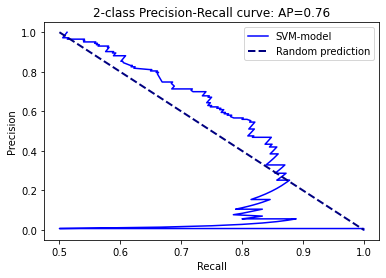 2-class Precision-Recall curve: AP=0.76
SVM-model
Random prediction
Precision
1.0
0.8
0.6
0.4
0.2
0.0
0.5 0.6 0.7 0.8 0.9 1.0
Recall